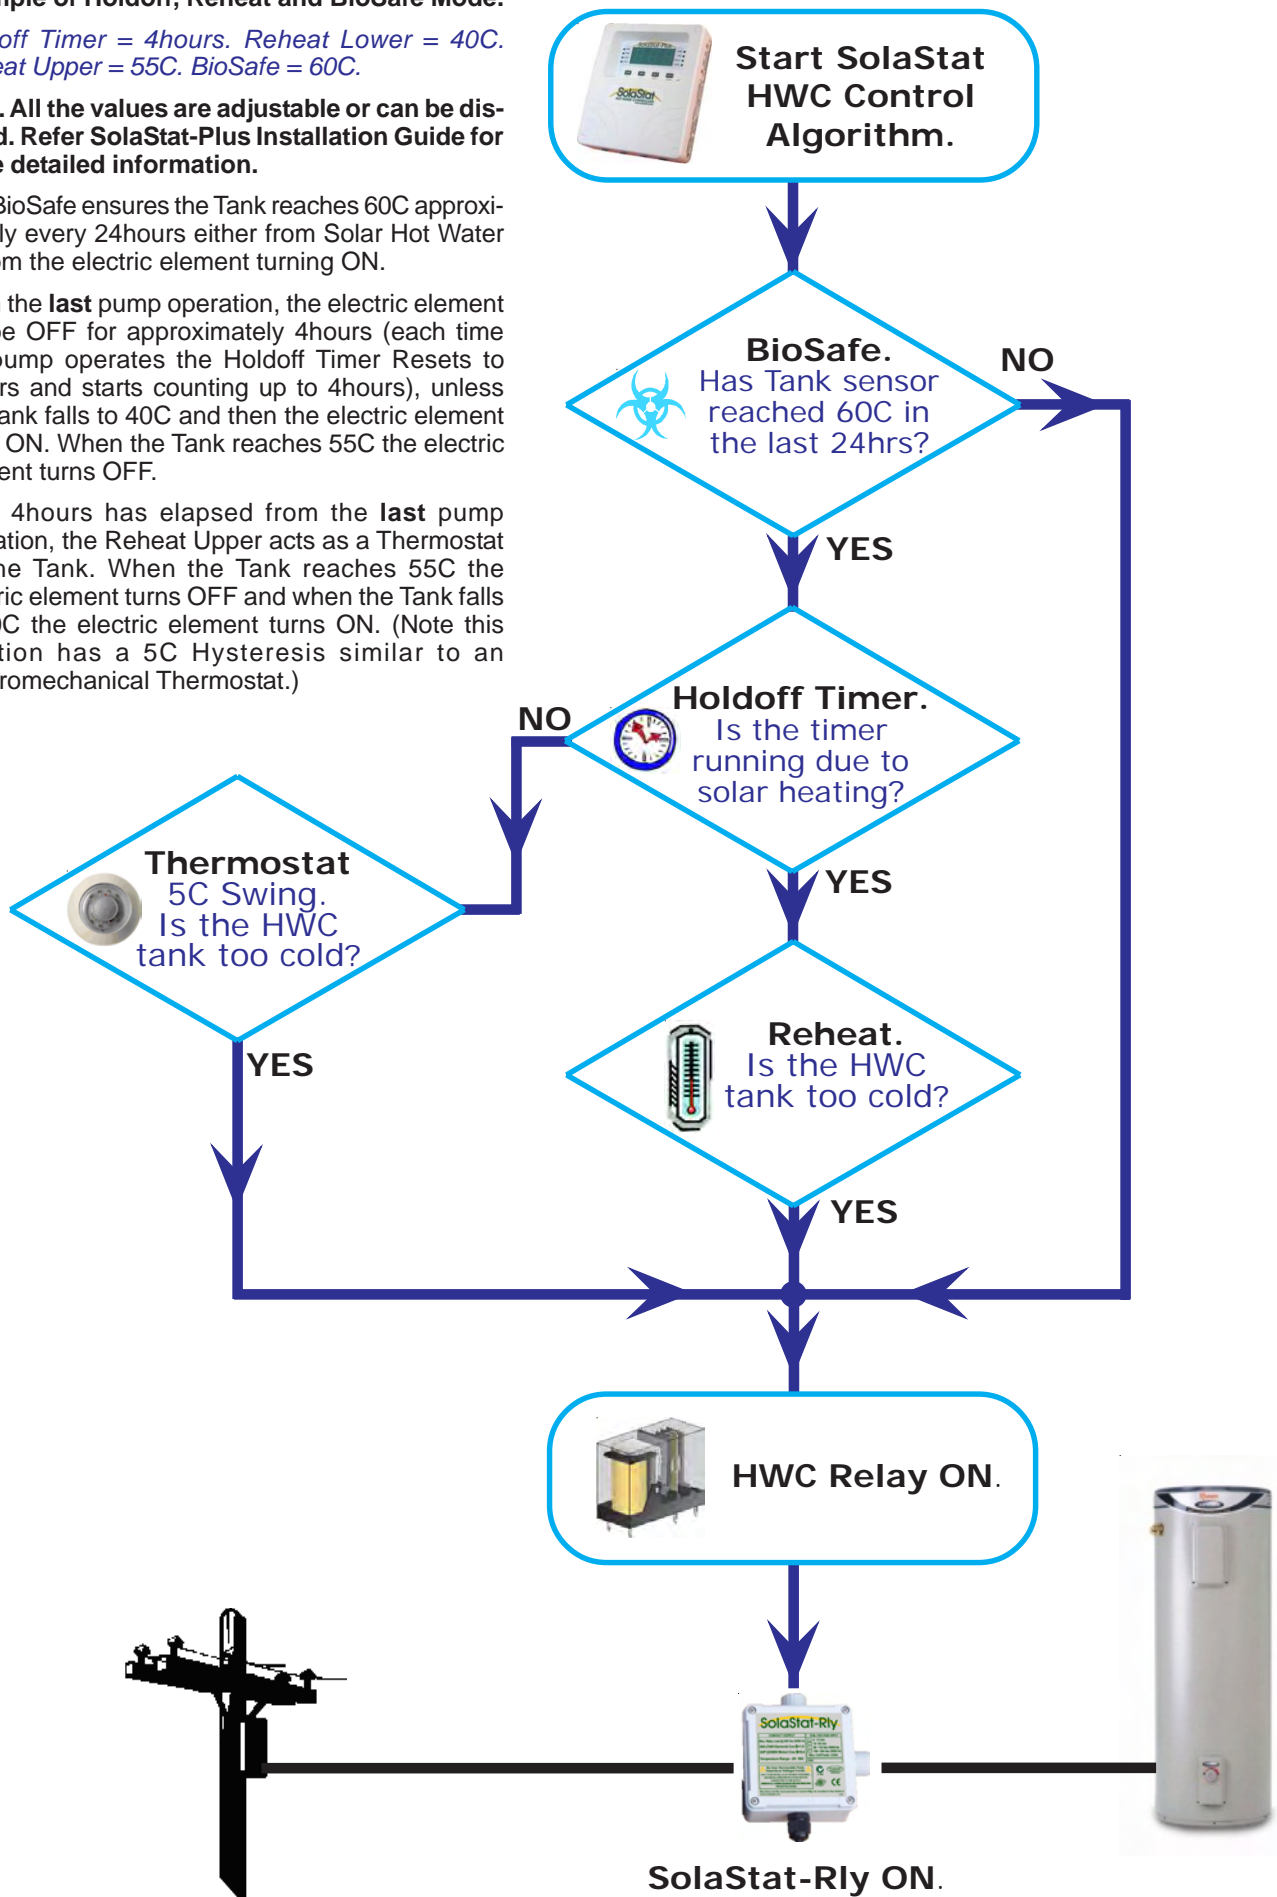 mple of Holdoff, Reheat and BioSafe Mode.
off Timer = 4hours. Reheat Lower = 40C.
eat Upper = 55C. BioSafe = 60C.
. All the values are adjustable or can be dis-
d. Refer SolaStat-Plus Installation Guide for
e detailed information.
BioSafe ensures the Tank reaches 60C approxi-
ly every 24hours either from Solar Hot Water
om the electric element turning ON.
the last pump operation, the electric element
be OFF for approximately 4hours (each time
pump operates the Holdoff Timer Resets to
rs and starts counting up to 4hours), unless
ank falls to 40C and then the electric element
ON. When the Tank reaches 55C the electric
ent turns OFF.
4hours has elapsed from the last pump
ation, the Reheat Upper acts as a Thermostat
he Tank. When the Tank reaches 55C the
ric element turns OFF and when the Tank falls
0C the electric element turns ON. (Note this
tion has a 5C Hysteresis similar to an
romechanical Thermostat.)
SolaStat
Start SolaStat
HWC Control
Algorithm.
BioSafe.
Has Tank sensor
reached 60C in
the last 24hrs?
NO
YES
Holdoff Timer.
Is the timer
running due to
solar heating?
NO
YES
Thermostat
5C Swing.
Is the HWC
tank too cold?
YES
Reheat.
Is the HWC
tank too cold?
YES
HWC Relay ON.
SolaStat-Rly
SolaStat-Rly ON.